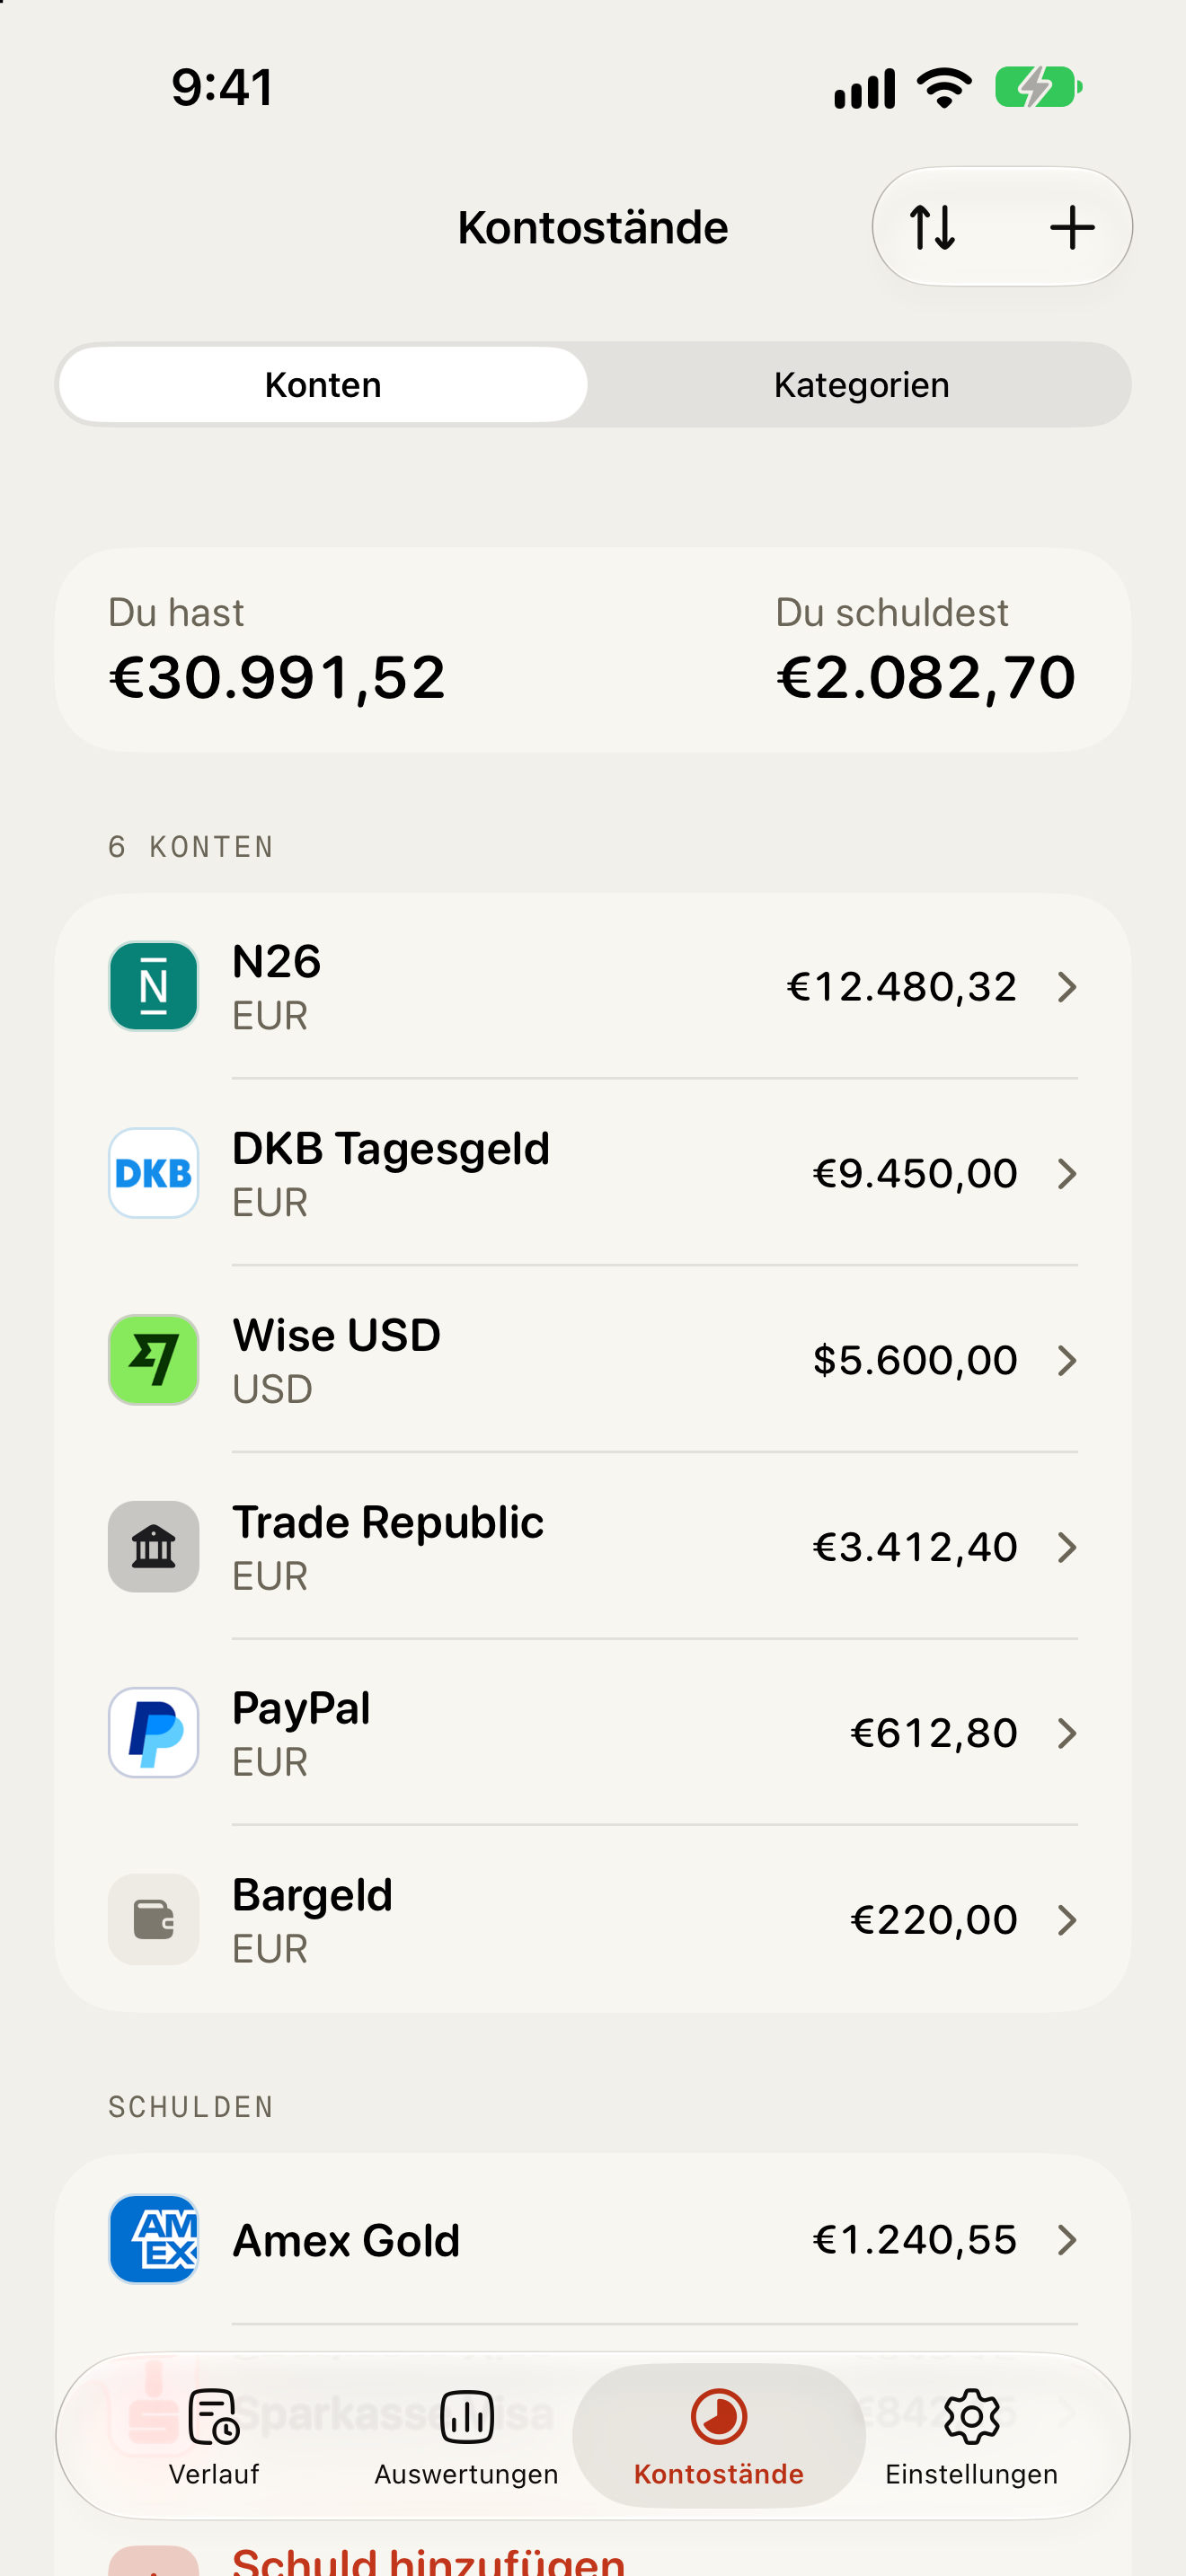 9:41
Kontostände
Konten
Kategorien
Du hast
Du schuldest
€30.991,52
€2.082,70
6 KONTEN
N
N26
EUR
€12.480,32
DKB
DKB Tagesgeld
EUR
€9.450,00
Wise USD
USD
$5.600,00
Trade Republic
EUR
€3.412,40
PayPal
EUR
€612,80
Bargeld
EUR
€220,00
SCHULDEN
AM
EX
Amex Gold
€1.240,55
Sparkasse
Verlauf
Auswertungen
Kontostände
Einstellungen
Schuld hinzufügen